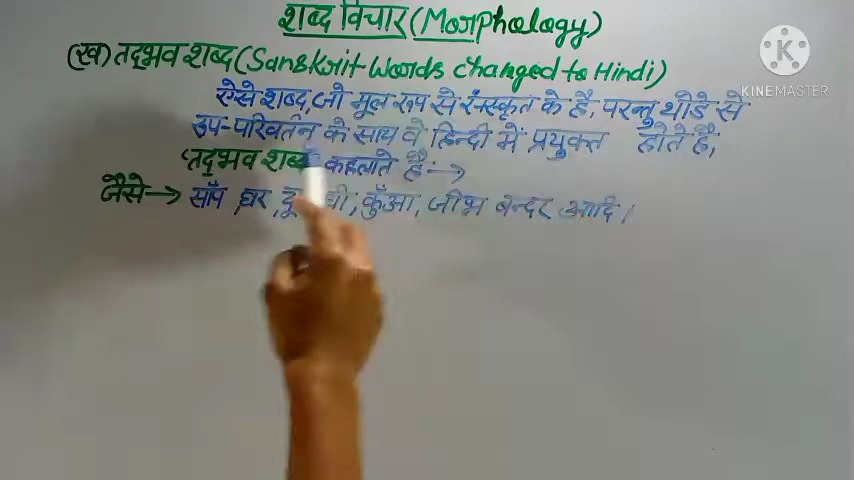 शब्द विचार (Morphology)
(ख) तद्भव शब्द (Sanskrit Words changed to Hindi)
ऐसे शब्द, जो मूल रूप से संस्कृत के है, परन्तु थोडे से
रुप-परिवर्तन के साथ वे हिन्दी में प्रयुक्त होते है,
'तद्भव शब्द कहलाते है:→
जैसे→ साँप, घर, कुँआ, जीभ बन्दर आदि।
K
KINEMASTER